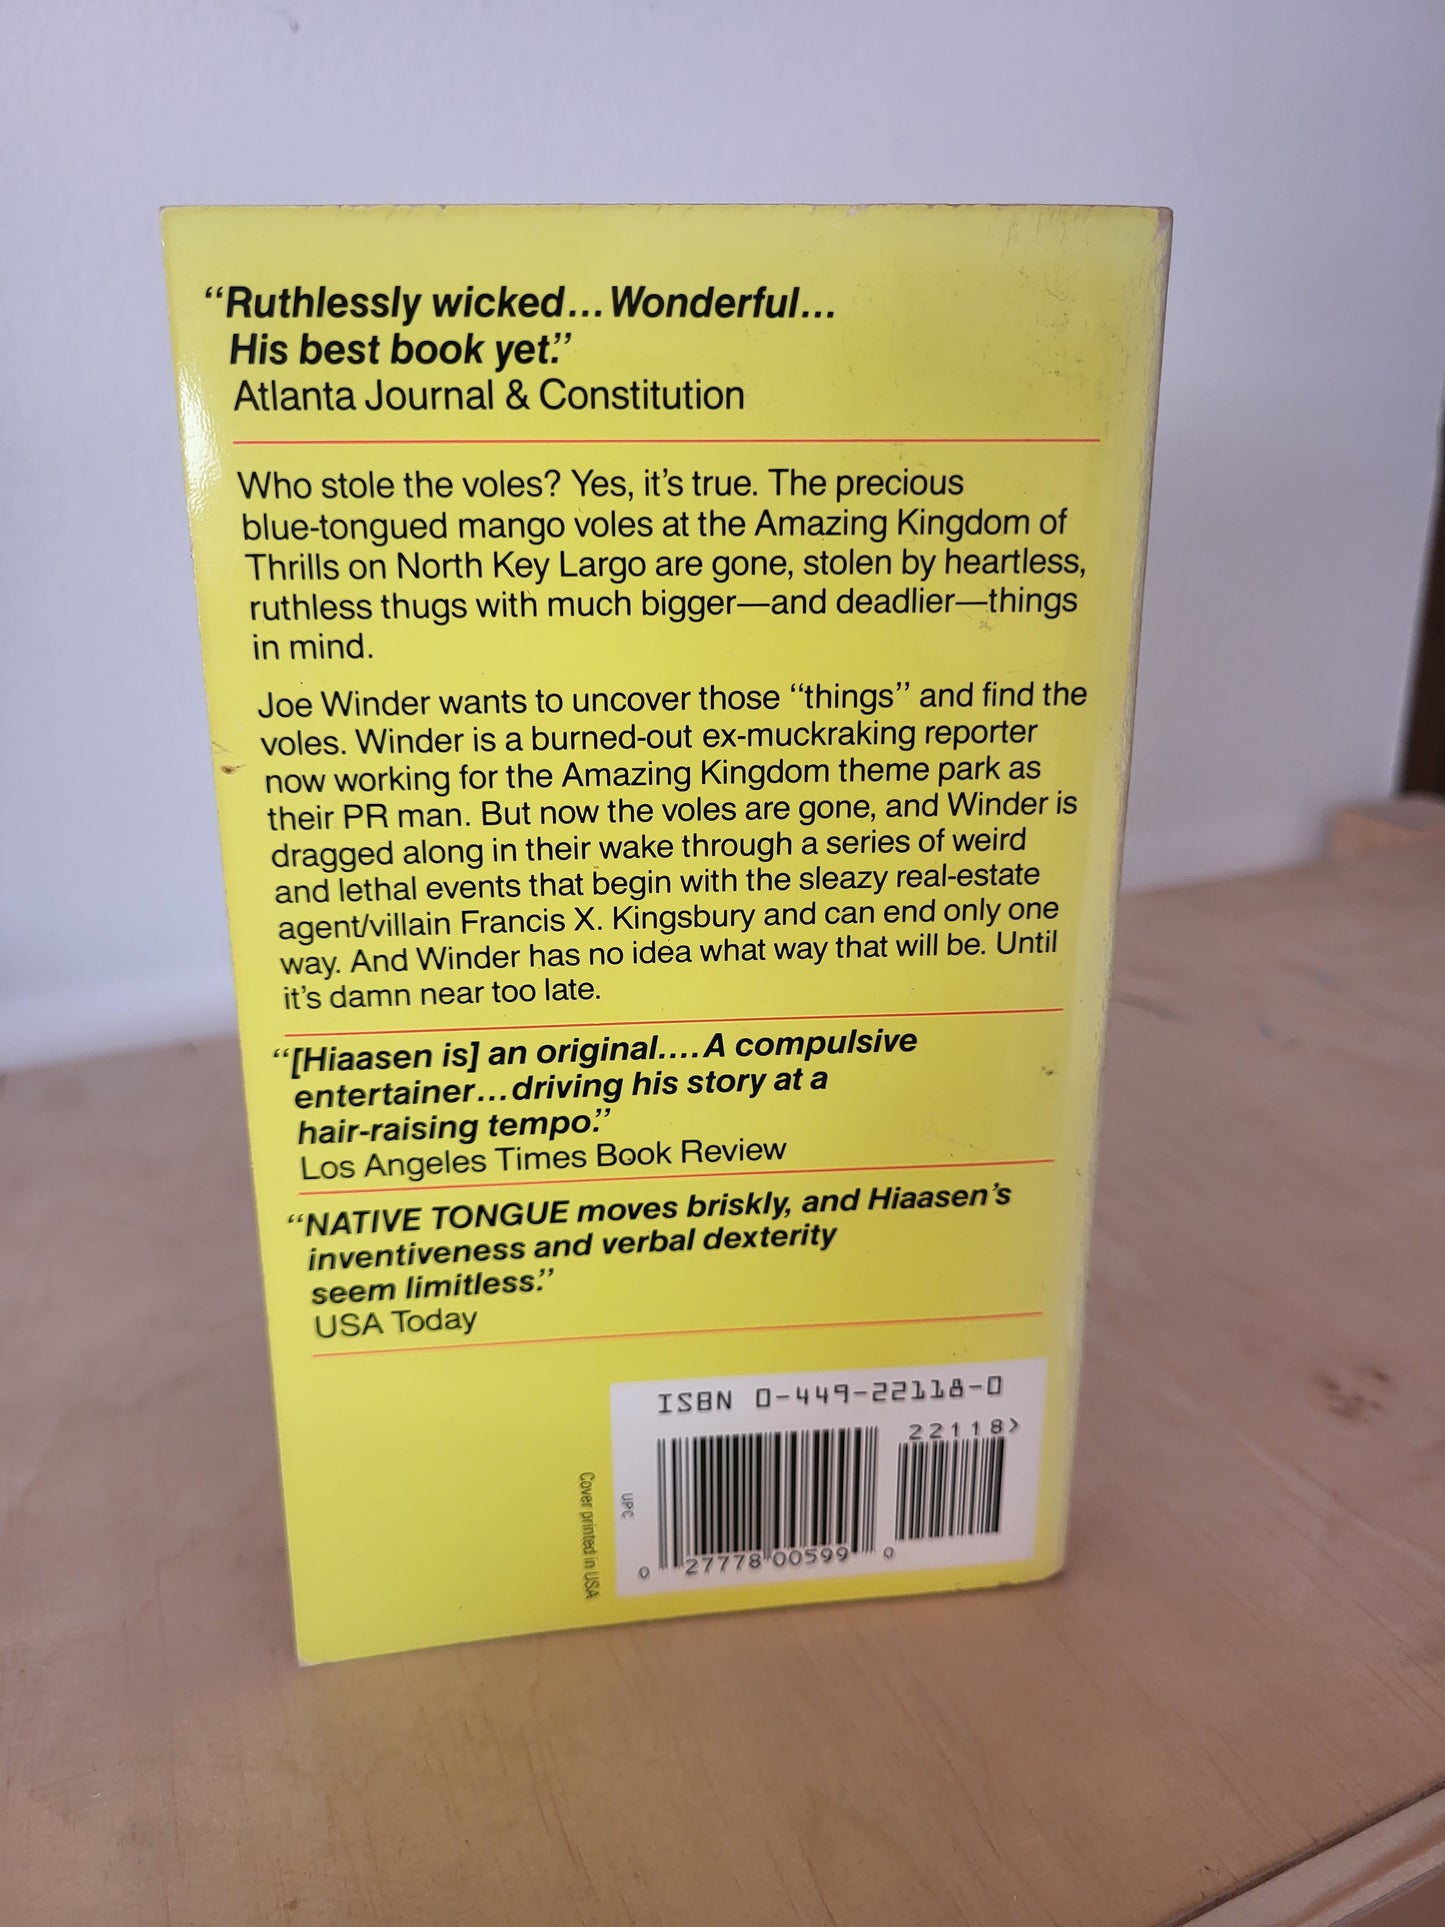 “Ruthlessly wicked... Wonderful...
His best book yet.”
Atlanta Journal & Constitution
Who stole the voles? Yes, it’s true. The precious
blue-tongued mango voles at the Amazing Kingdom of
Thrills on North Key Largo are gone, stolen by heartless,
ruthless thugs with much bigger—and deadlier—things
in mind.
Joe Winder wants to uncover those “things” and find the
voles. Winder is a burned-out ex-muckraking reporter
now working for the Amazing Kingdom theme park as
their PR man. But now the voles are gone, and Winder is
dragged along in their wake through a series of weird
and lethal events that begin with the sleazy real-estate
agent/villain Francis X. Kingsbury and can end only one
way. And Winder has no idea what way that will be. Until
it’s damn near too late.
“[Hiaasen is] an original....A compulsive
entertainer...driving his story at a
hair-raising tempo.”
Los Angeles Times Book Review
“NATIVE TONGUE moves briskly, and Hiaasen’s
inventiveness and verbal dexterity
seem limitless.”
USA Today
ISBN 0-449-22118-0
22118>
UPC
0 27778 00599 0
Cover printed in USA